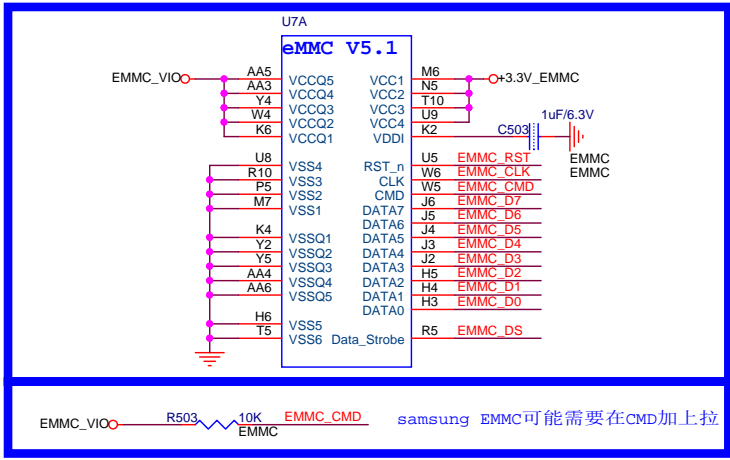 U7A
eMMC V5.1
EMMC_VIO
AA5 VCCQ5 VCC1 M6 +3.3V_EMMC
AA3 VCCQ4 VCC2 N5
Y4 VCCQ3 VCC3 T10
W4 VCCQ2 VCC4 U9
K6 VCCQ1 VDDI K2 C503 1uF/6.3V
EMMC
EMMC
U8 VSS4 RST_n U5 EMMC_RST
R10 VSS3 CLK W6 EMMC_CLK
P5 VSS2 CMD W5 EMMC_CMD
M7 VSS1 DATA7 J6 EMMC_D7
DATA6 J5 EMMC_D6
K4 VSSQ1 DATA5 J4 EMMC_D5
Y2 VSSQ2 DATA4 J3 EMMC_D4
Y5 VSSQ3 DATA3 J2 EMMC_D3
AA4 VSSQ4 DATA2 H5 EMMC_D2
AA6 VSSQ5 DATA1 H4 EMMC_D1
DATA0 H3 EMMC_D0
H6 VSS5
T5 VSS6 Data_Strobe R5 EMMC_DS
EMMC_VIO R503 10K EMMC_CMD
EMMC
samsung EMMC可能需要在CMD加上拉